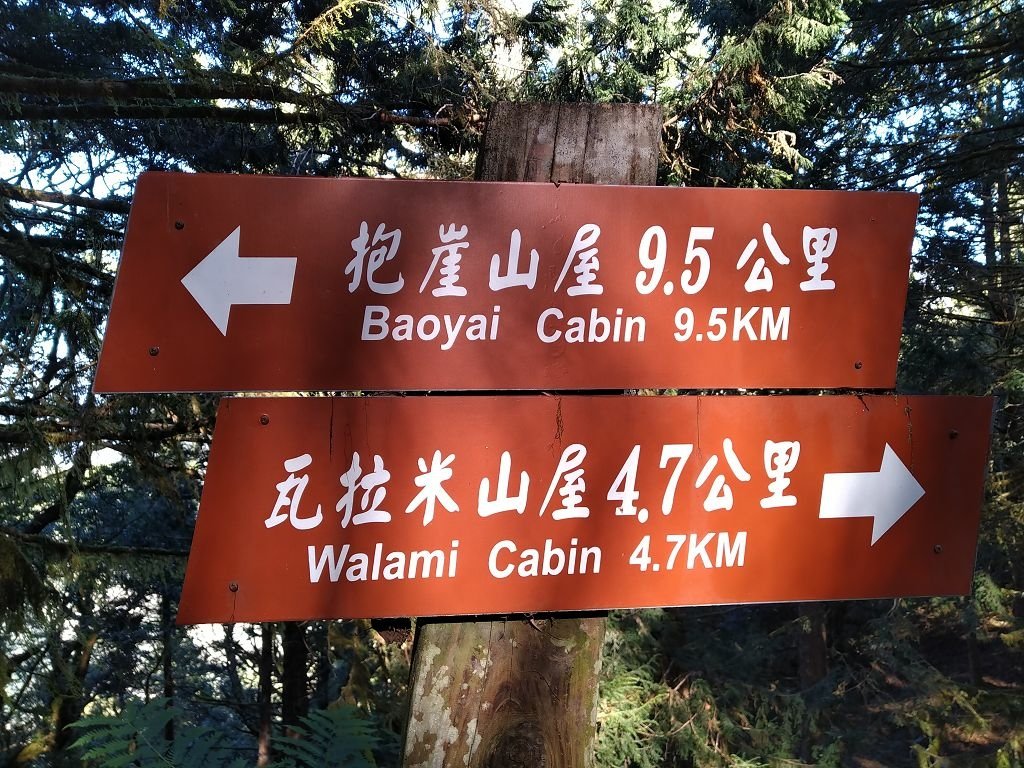 抱崖山屋 9.5 公里
Baoyai Cabin 9.5KM
瓦拉米山屋 4.7 公里
Walami Cabin 4.7KM